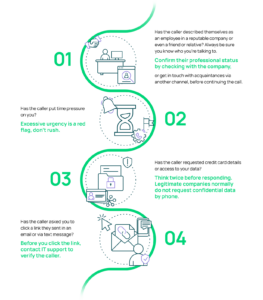 01
Has the caller described themselves as
an employee in a reputable company or
even a friend or relative? Always be sure
you know who you're talking to.
Confirm their professional status
by checking with the company,
or get in touch with acquaintances via
another channel, before continuing the call.
Has the caller put time pressure
on you?
Excessive urgency is a red
flag, don't rush.
02
03
Has the caller requested credit card details
or access to your data?
Think twice before responding.
Legitimate companies normally
do not request confidential data
by phone.
Has the caller asked you to
click a link they sent in an
email or via text message?
Before you click the link,
contact IT support to
verify the caller.
04